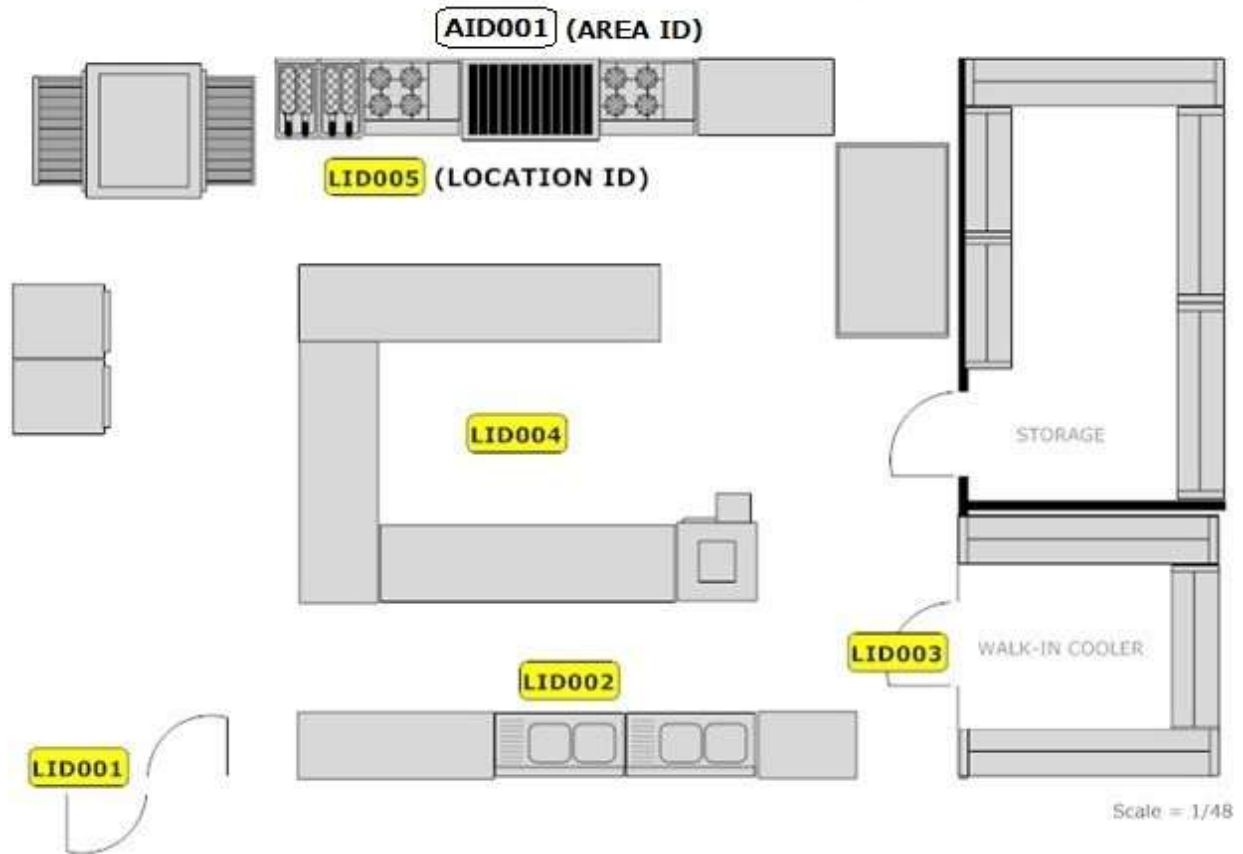 AID001 (AREA ID)
LID005 (LOCATION ID)
LID004
STORAGE
LID003
WALK-IN COOLER
LID002
LID001
Scale = 1/48